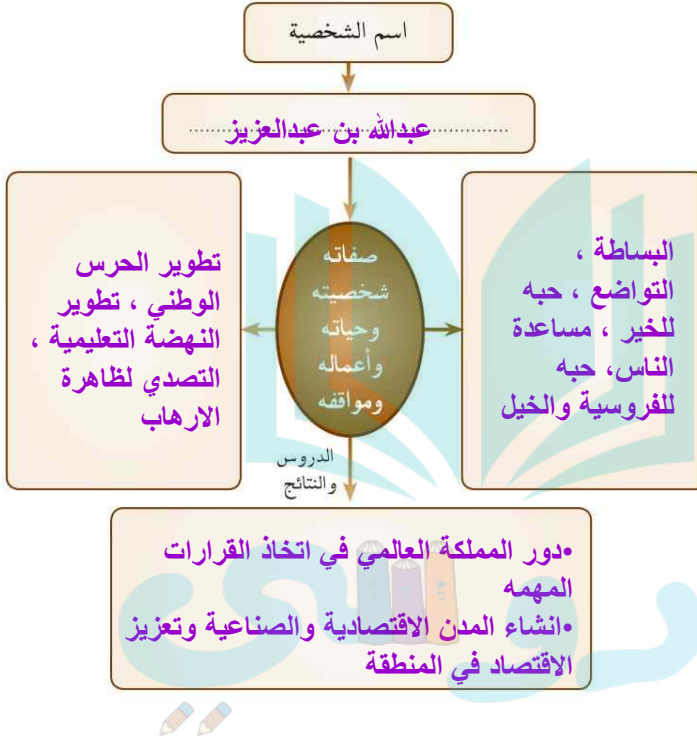 اسم الشخصية
عبدالله بن عبدالعزيز
البساطة ،
التواضع ، حبه
للخير ، مساعدة
الناس، حبه
للفروسية والخيل
صفاته
شخصيته
وحياته
وأعماله
ومواقفه
تطوير الحرس
الوطني ، تطوير
النهضة التعليمية ،
التصدي لظاهرة
الارهاب
الدروس
والنتائج
•دور المملكة العالمي في اتخاذ القرارات
المهمه
•انشاء المدن الاقتصادية والصناعية وتعزيز
الاقتصاد في المنطقة
دروسي